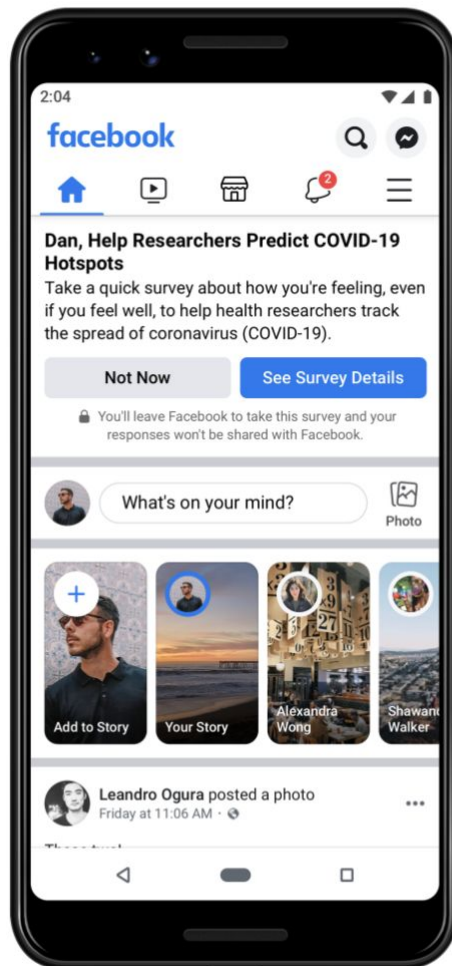 2:04
facebook
2
Dan, Help Researchers Predict COVID-19
Hotspots
Take a quick survey about how you're feeling, even
if you feel well, to help health researchers track
the spread of coronavirus (COVID-19).
Not Now
See Survey Details
You'll leave Facebook to take this survey and your
responses won't be shared with Facebook.
What's on your mind?
Photo
Add to Story
Your Story
Alexandra
Wong
27
Walker
Leandro Ogura posted a photo
Friday at 11:06 AM ·